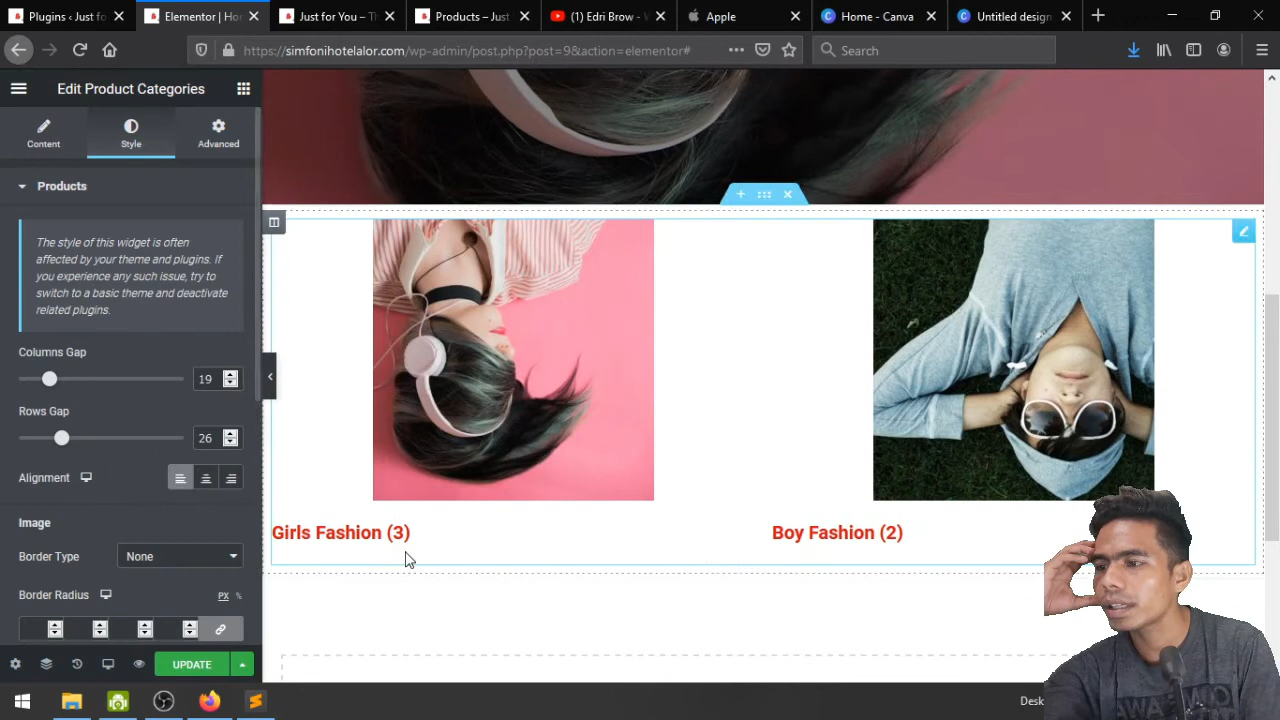 Plugins ‹ Just fo
Elementor | Ho
Just for You – Th
Products – Just
(1) Edri Brow -
Apple
Home - Canva
Untitled design
https://simfonihotelalor.com/wp-admin/post.php?post=9&action=elementor#
Search
Edit Product Categories
Content
Style
Advanced
Products
The style of this widget is often
affected by your theme and plugins. If
you experience any such issue, try to
switch to a basic theme and deactivate
related plugins.
Columns Gap
19
Rows Gap
26
Alignment
Image
Border Type
None
Border Radius
PX %
UPDATE
Girls Fashion (3)
Boy Fashion (2)
Desk